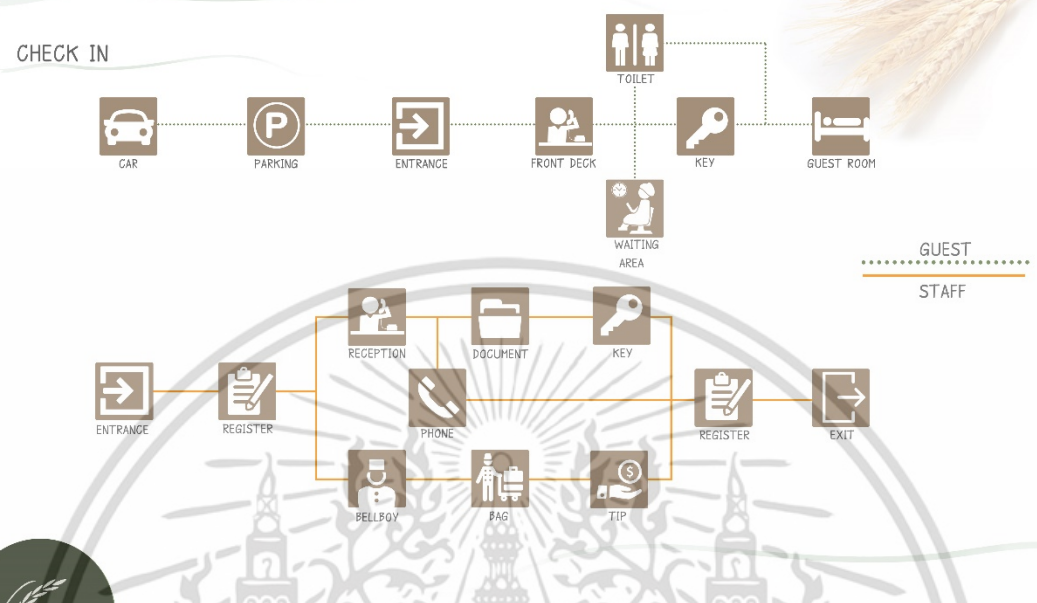 CHECK IN
TOILET
CAR
PARKING
ENTRANCE
FRONT DECK
KEY
GUEST ROOM
WAITING
AREA
GUEST
STAFF
RECEPTION
DOCUMENT
KEY
ENTRANCE
REGISTER
PHONE
REGISTER
EXIT
BELLBOY
BAG
TIP